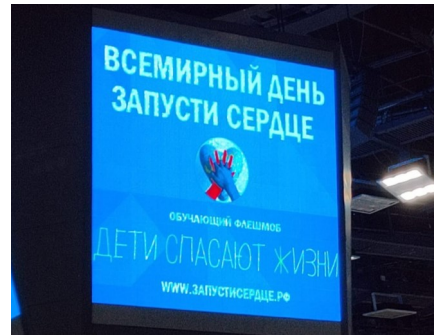 ВСЕМИРНЫЙ ДЕНЬ
ЗАПУСТИ СЕРДЦЕ
ОБУЧАЮЩИЙ ФЛЕШМОБ
ДЕТИ СПАСАЮТ ЖИЗНИ
WWW.ЗАПУСТИСЕРДЦЕ.РФ